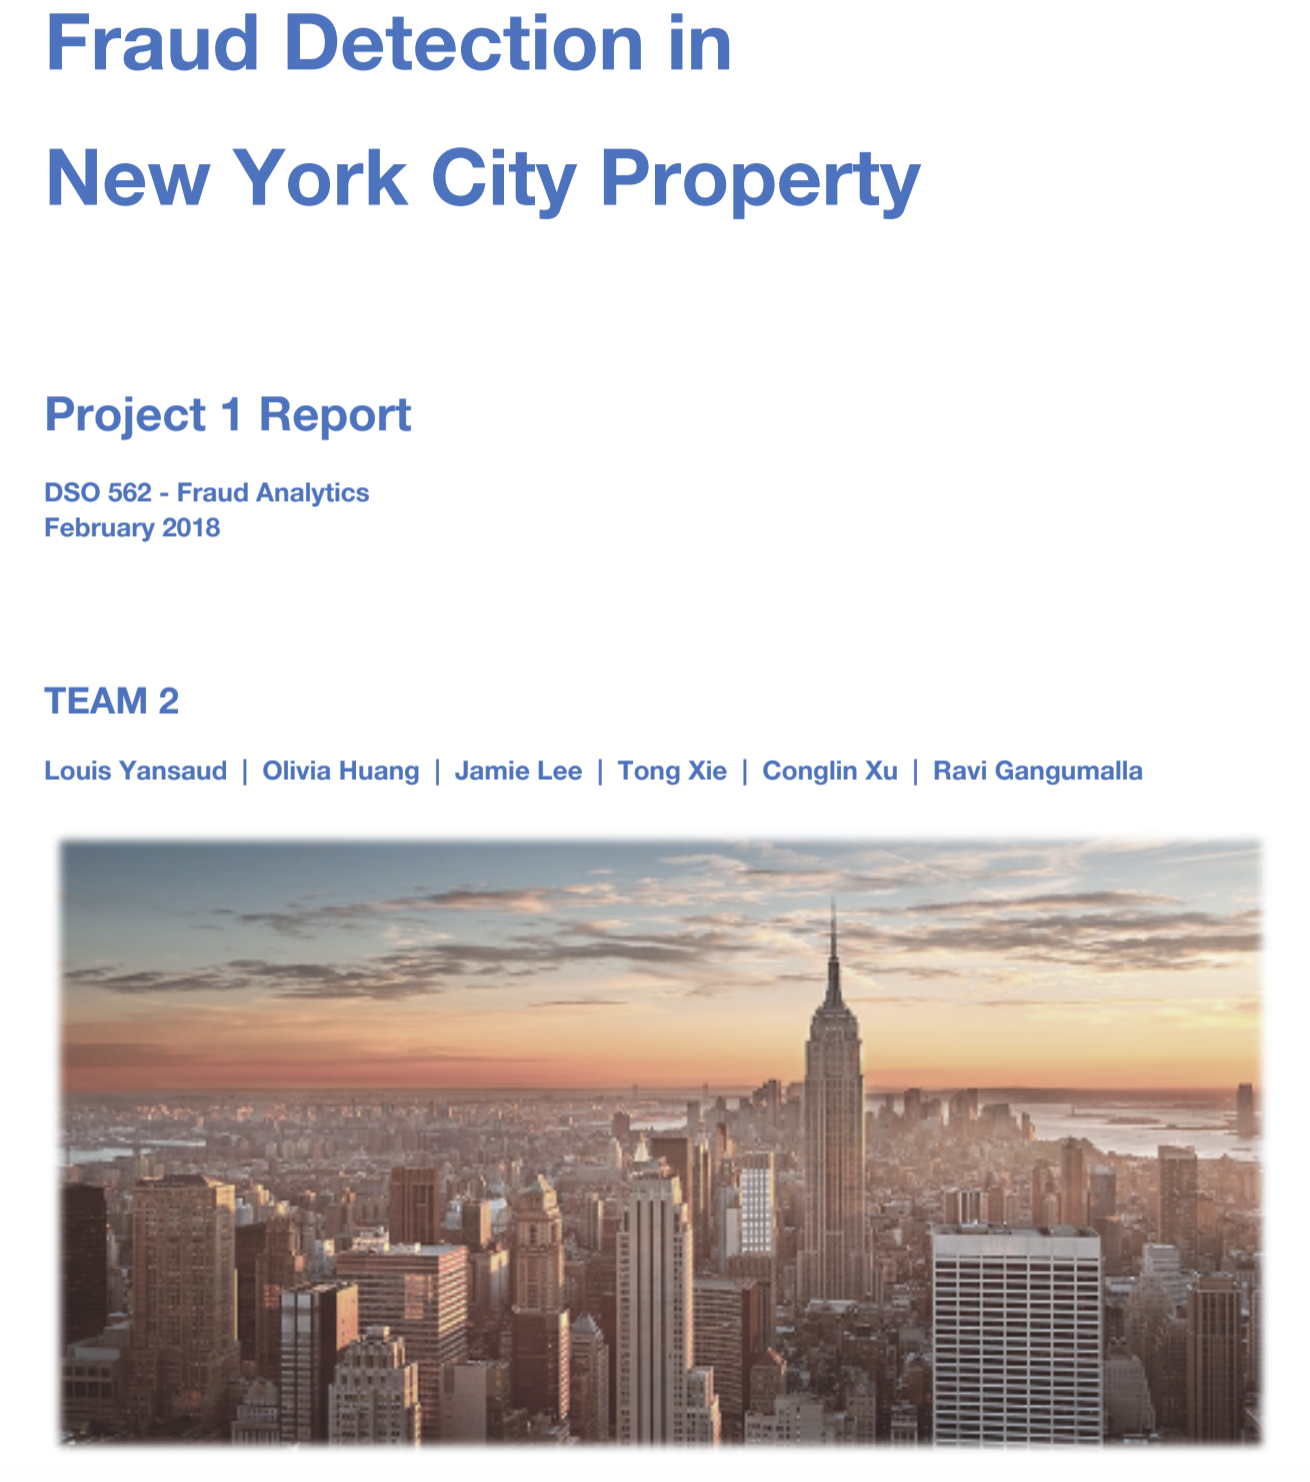 Fraud Detection in
New York City Property
Project 1 Report
DSO 562 - Fraud Analytics
February 2018
TEAM 2
Louis Yansaud | Olivia Huang | Jamie Lee | Tong Xie | Conglin Xu | Ravi Gangumalla